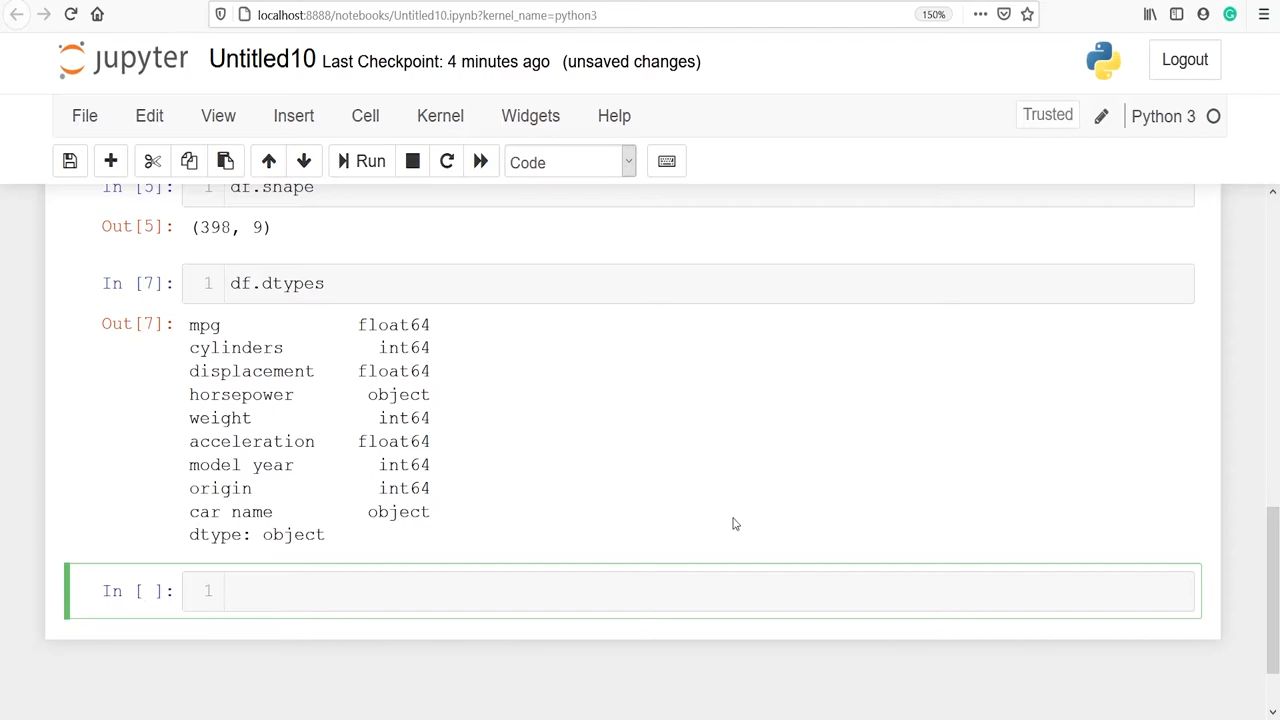 localhost:8888/notebooks/Untitled10.ipynb?kernel_name=python3 150%
jupyter Untitled10 Last Checkpoint: 4 minutes ago (unsaved changes) Logout
File Edit View Insert Cell Kernel Widgets Help Trusted Python 3
Run Code
In [5]: 1 df.shape
Out[5]: (398, 9)
In [7]: 1 df.dtypes
Out[7]: mpg float64
cylinders int64
displacement float64
horsepower object
weight int64
acceleration float64
model year int64
origin int64
car name object
dtype: object
In [ ]: 1